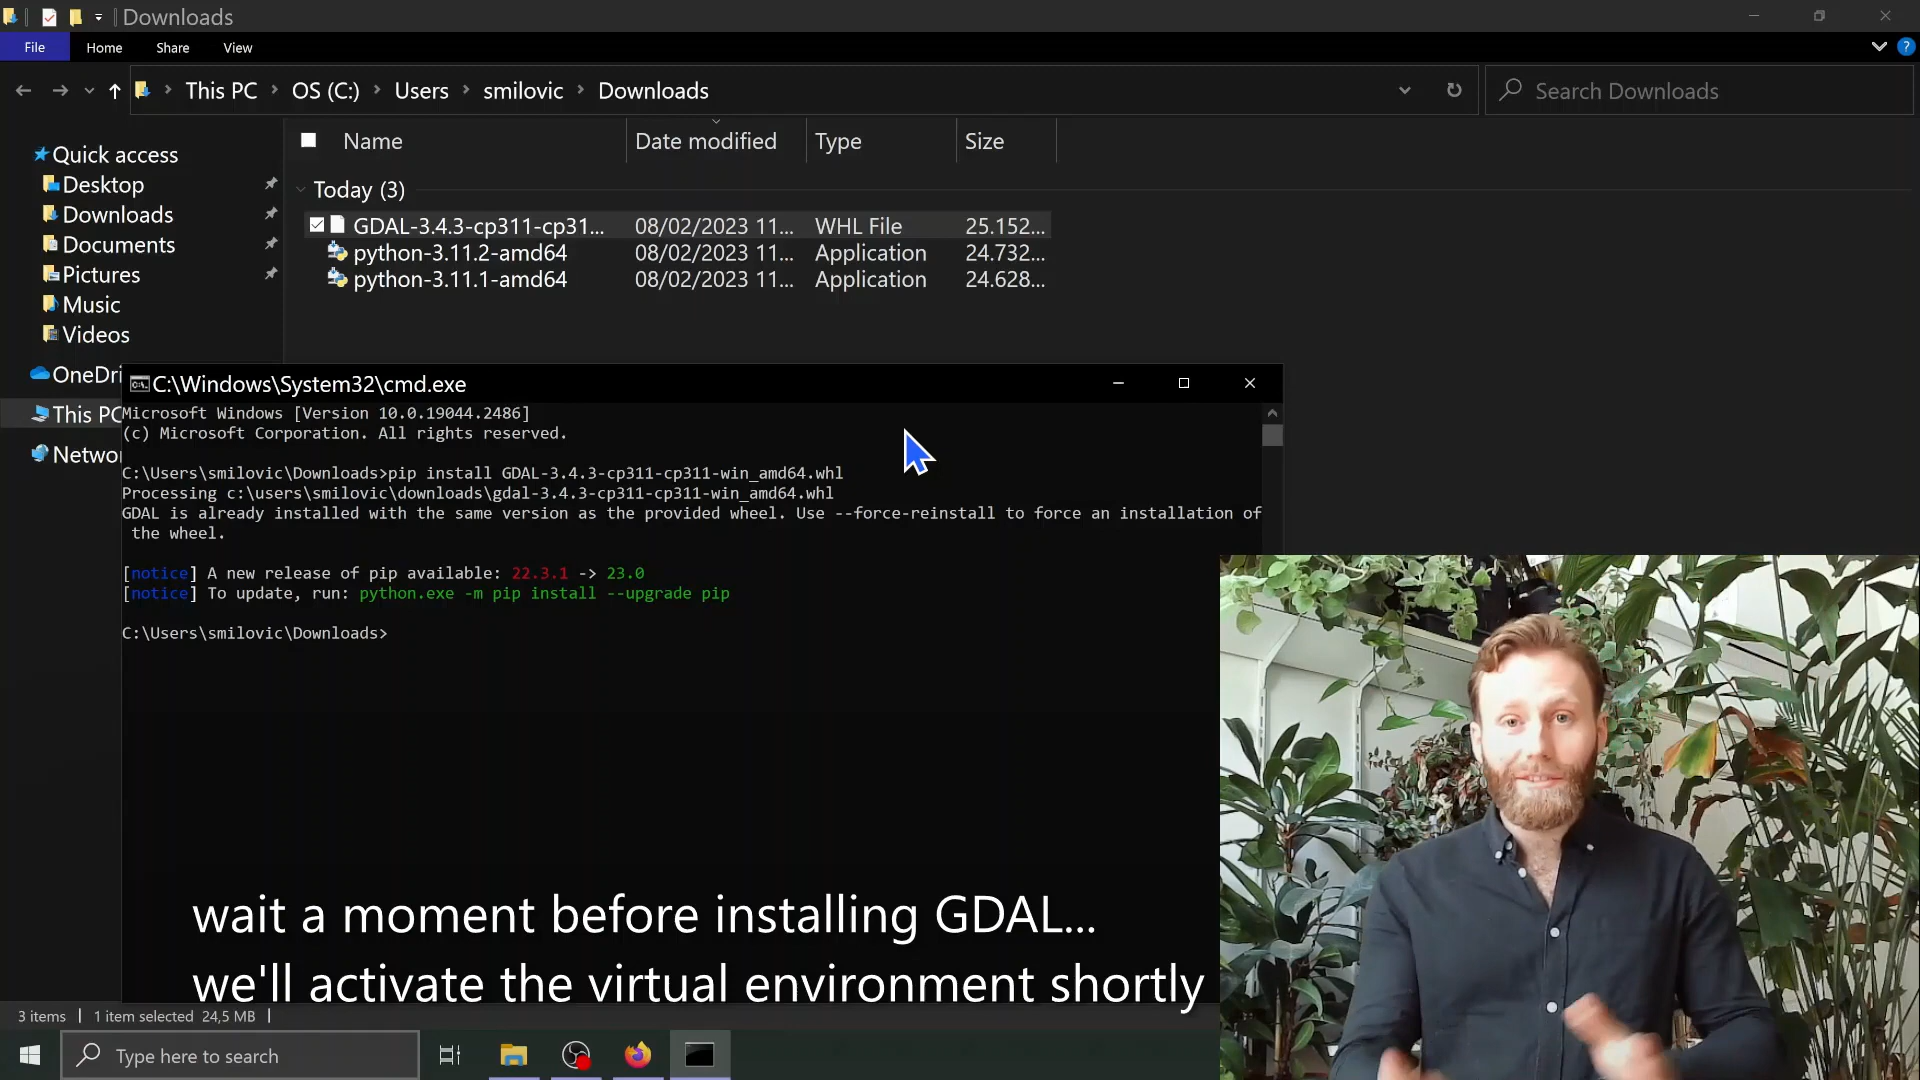 Downloads
File Home Share View
This PC OS (C:) Users smilovic Downloads
Search Downloads
Name Date modified Type Size
Quick access
Desktop
Downloads
Documents
Pictures
Music
Videos
OneDri
This PC
Networ
Today (3)
GDAL-3.4.3-cp311-cp31... 08/02/2023 11... WHL File 25.152...
python-3.11.2-amd64 08/02/2023 11... Application 24.732...
python-3.11.1-amd64 08/02/2023 11... Application 24.628...
C:\Windows\System32\cmd.exe
Microsoft Windows [Version 10.0.19044.2486]
(c) Microsoft Corporation. All rights reserved.
C:\Users\smilovic\Downloads>pip install GDAL-3.4.3-cp311-cp311-win_amd64.whl
Processing c:\users\smilovic\downloads\gdal-3.4.3-cp311-cp311-win_amd64.whl
GDAL is already installed with the same version as the provided wheel. Use --force-reinstall to force an installation of
the wheel.
[notice] A new release of pip available: 22.3.1 -> 23.0
[notice] To update, run: python.exe -m pip install --upgrade pip
C:\Users\smilovic\Downloads>
wait a moment before installing GDAL...
we'll activate the virtual environment shortly
3 items 1 item selected 24,5 MB
Type here to search